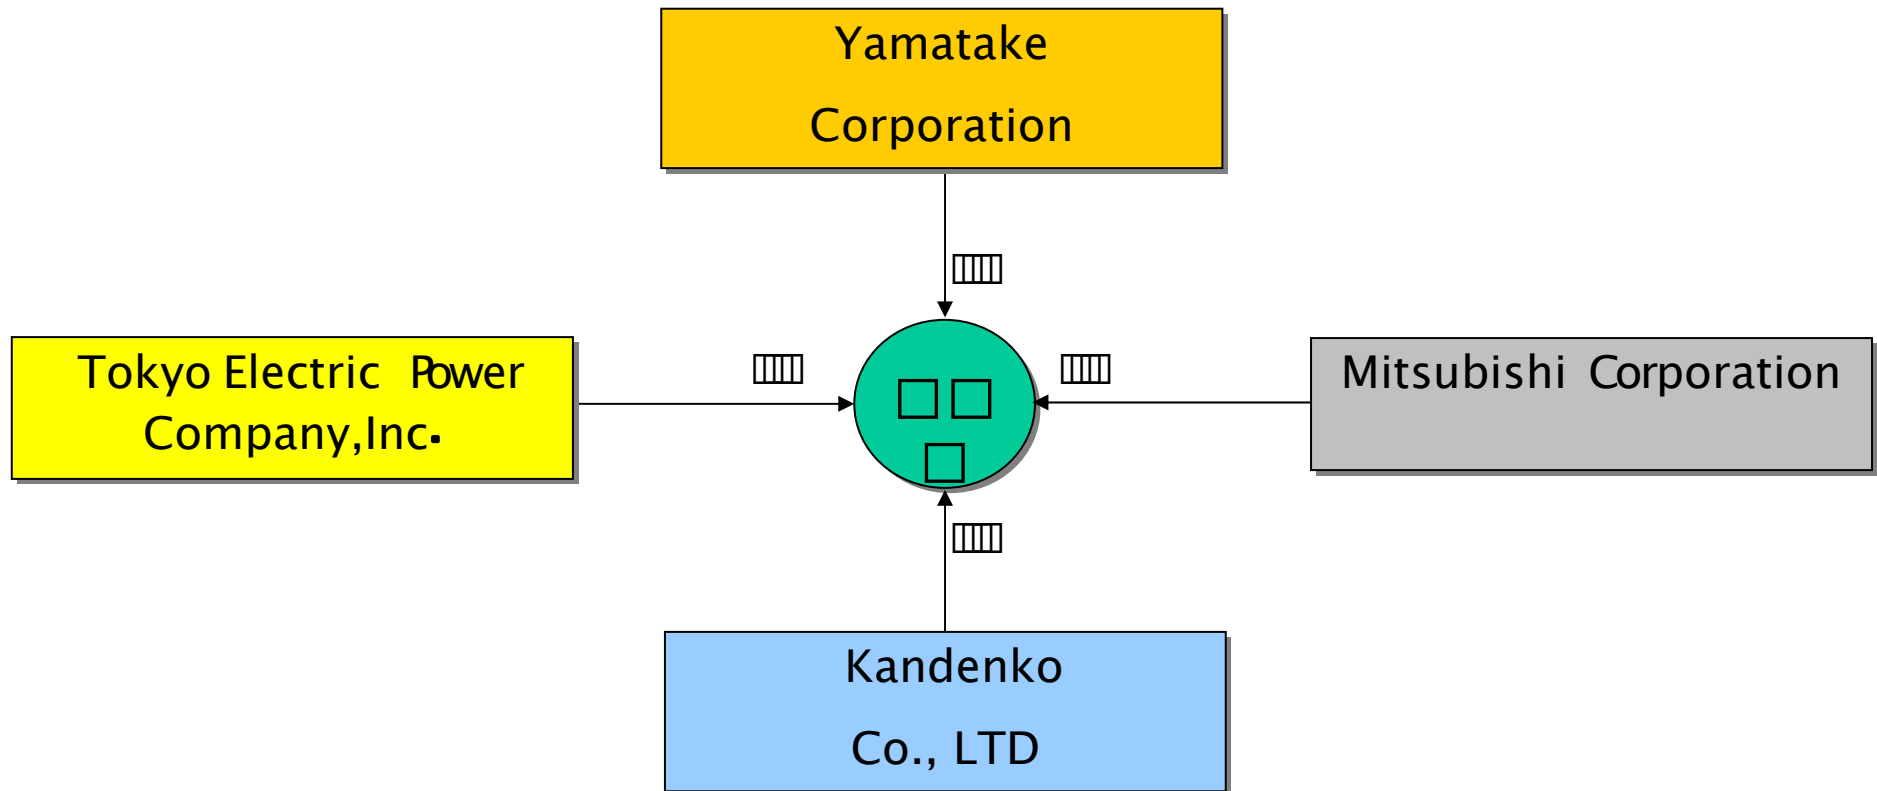 Yamatake
Corporation
Tokyo Electric Power
Company,Inc.
Mitsubishi Corporation
Kandenko
Co., LTD